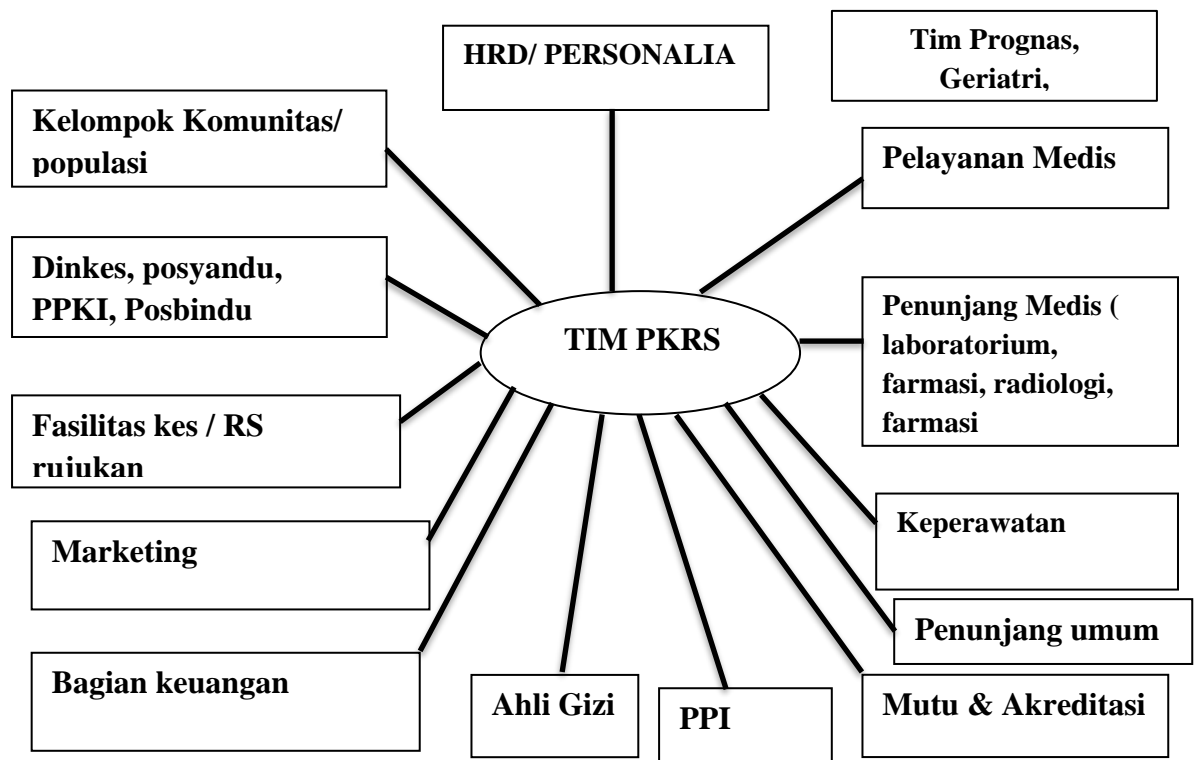 HRD/ PERSONALIA
Tim Prognas,
Geriatri,
Kelompok Komunitas/
populasi
Pelayanan Medis
Dinkes, posyandu,
PPKI, Posbindu
TIM PKRS
Penunjang Medis (
laboratorium,
farmasi, radiologi,
farmasi
Fasilitas kes / RS
rujukan
Marketing
Keperawatan
Penunjang umum
Bagian keuangan
Ahli Gizi
PPI
Mutu & Akreditasi